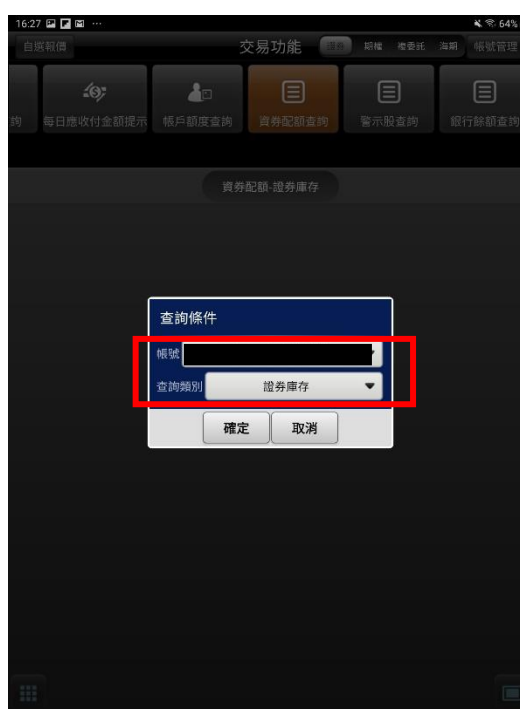 16:27 ... 64%
自選報價 交易功能 證券 期權 複委託 海期 帳號管理
詢 每日應收付金額提示 帳戶額度查詢 資券配額查詢 警示股查詢 銀行餘額查詢
資券配額-證券庫存
查詢條件
帳號
查詢類別 證券庫存
確定 取消